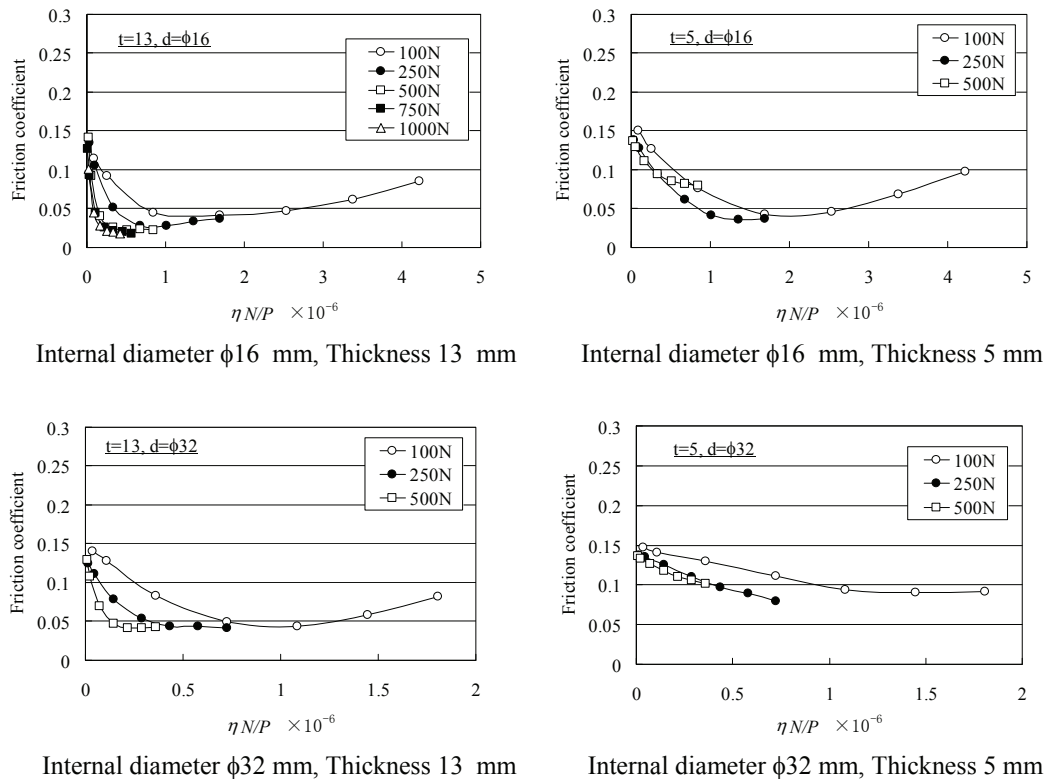 0.3
0.25
0.2
0.15
0.1
0.05
0
Friction coefficient
t=13, d=ϕ16
100N
250N
500N
750N
1000N
0 1 2 3 4 5
η N/P ×10⁻⁶
Internal diameter ϕ16 mm, Thickness 13 mm
0.3
0.25
0.2
0.15
0.1
0.05
0
Friction coefficient
t=5, d=ϕ16
100N
250N
500N
0 1 2 3 4 5
η N/P ×10⁻⁶
Internal diameter ϕ16 mm, Thickness 5 mm
0.3
0.25
0.2
0.15
0.1
0.05
0
Friction coefficient
t=13, d=ϕ32
100N
250N
500N
0 0.5 1 1.5 2
η N/P ×10⁻⁶
Internal diameter ϕ32 mm, Thickness 13 mm
0.3
0.25
0.2
0.15
0.1
0.05
0
Friction coefficient
t=5, d=ϕ32
100N
250N
500N
0 0.5 1 1.5 2
η N/P ×10⁻⁶
Internal diameter ϕ32 mm, Thickness 5 mm